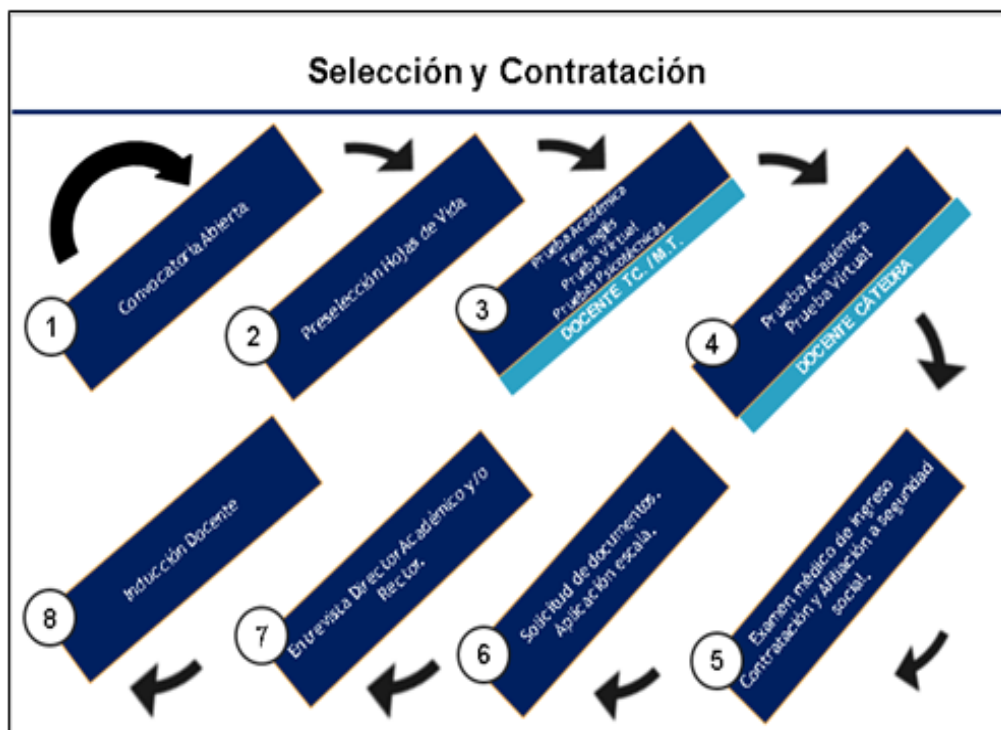 Selección y Contratación
1
Convocatoria Abierta
2
Preselección Hojas de Vida
3
Prueba Académica
Test Inglés
Prueba Virtual
Pruebas Psicotécnicas
DOCENTE TC./M.T.
4
Prueba Académica
Prueba Virtual
DOCENTE CÁTEDRA
8
Inducción Docente
7
Entrevista Director Académico y/o
Rector.
6
Solicitud de documentos.
Aplicación escala.
5
Examen médico de ingreso
Contratación y Afiliación a seguridad
social.